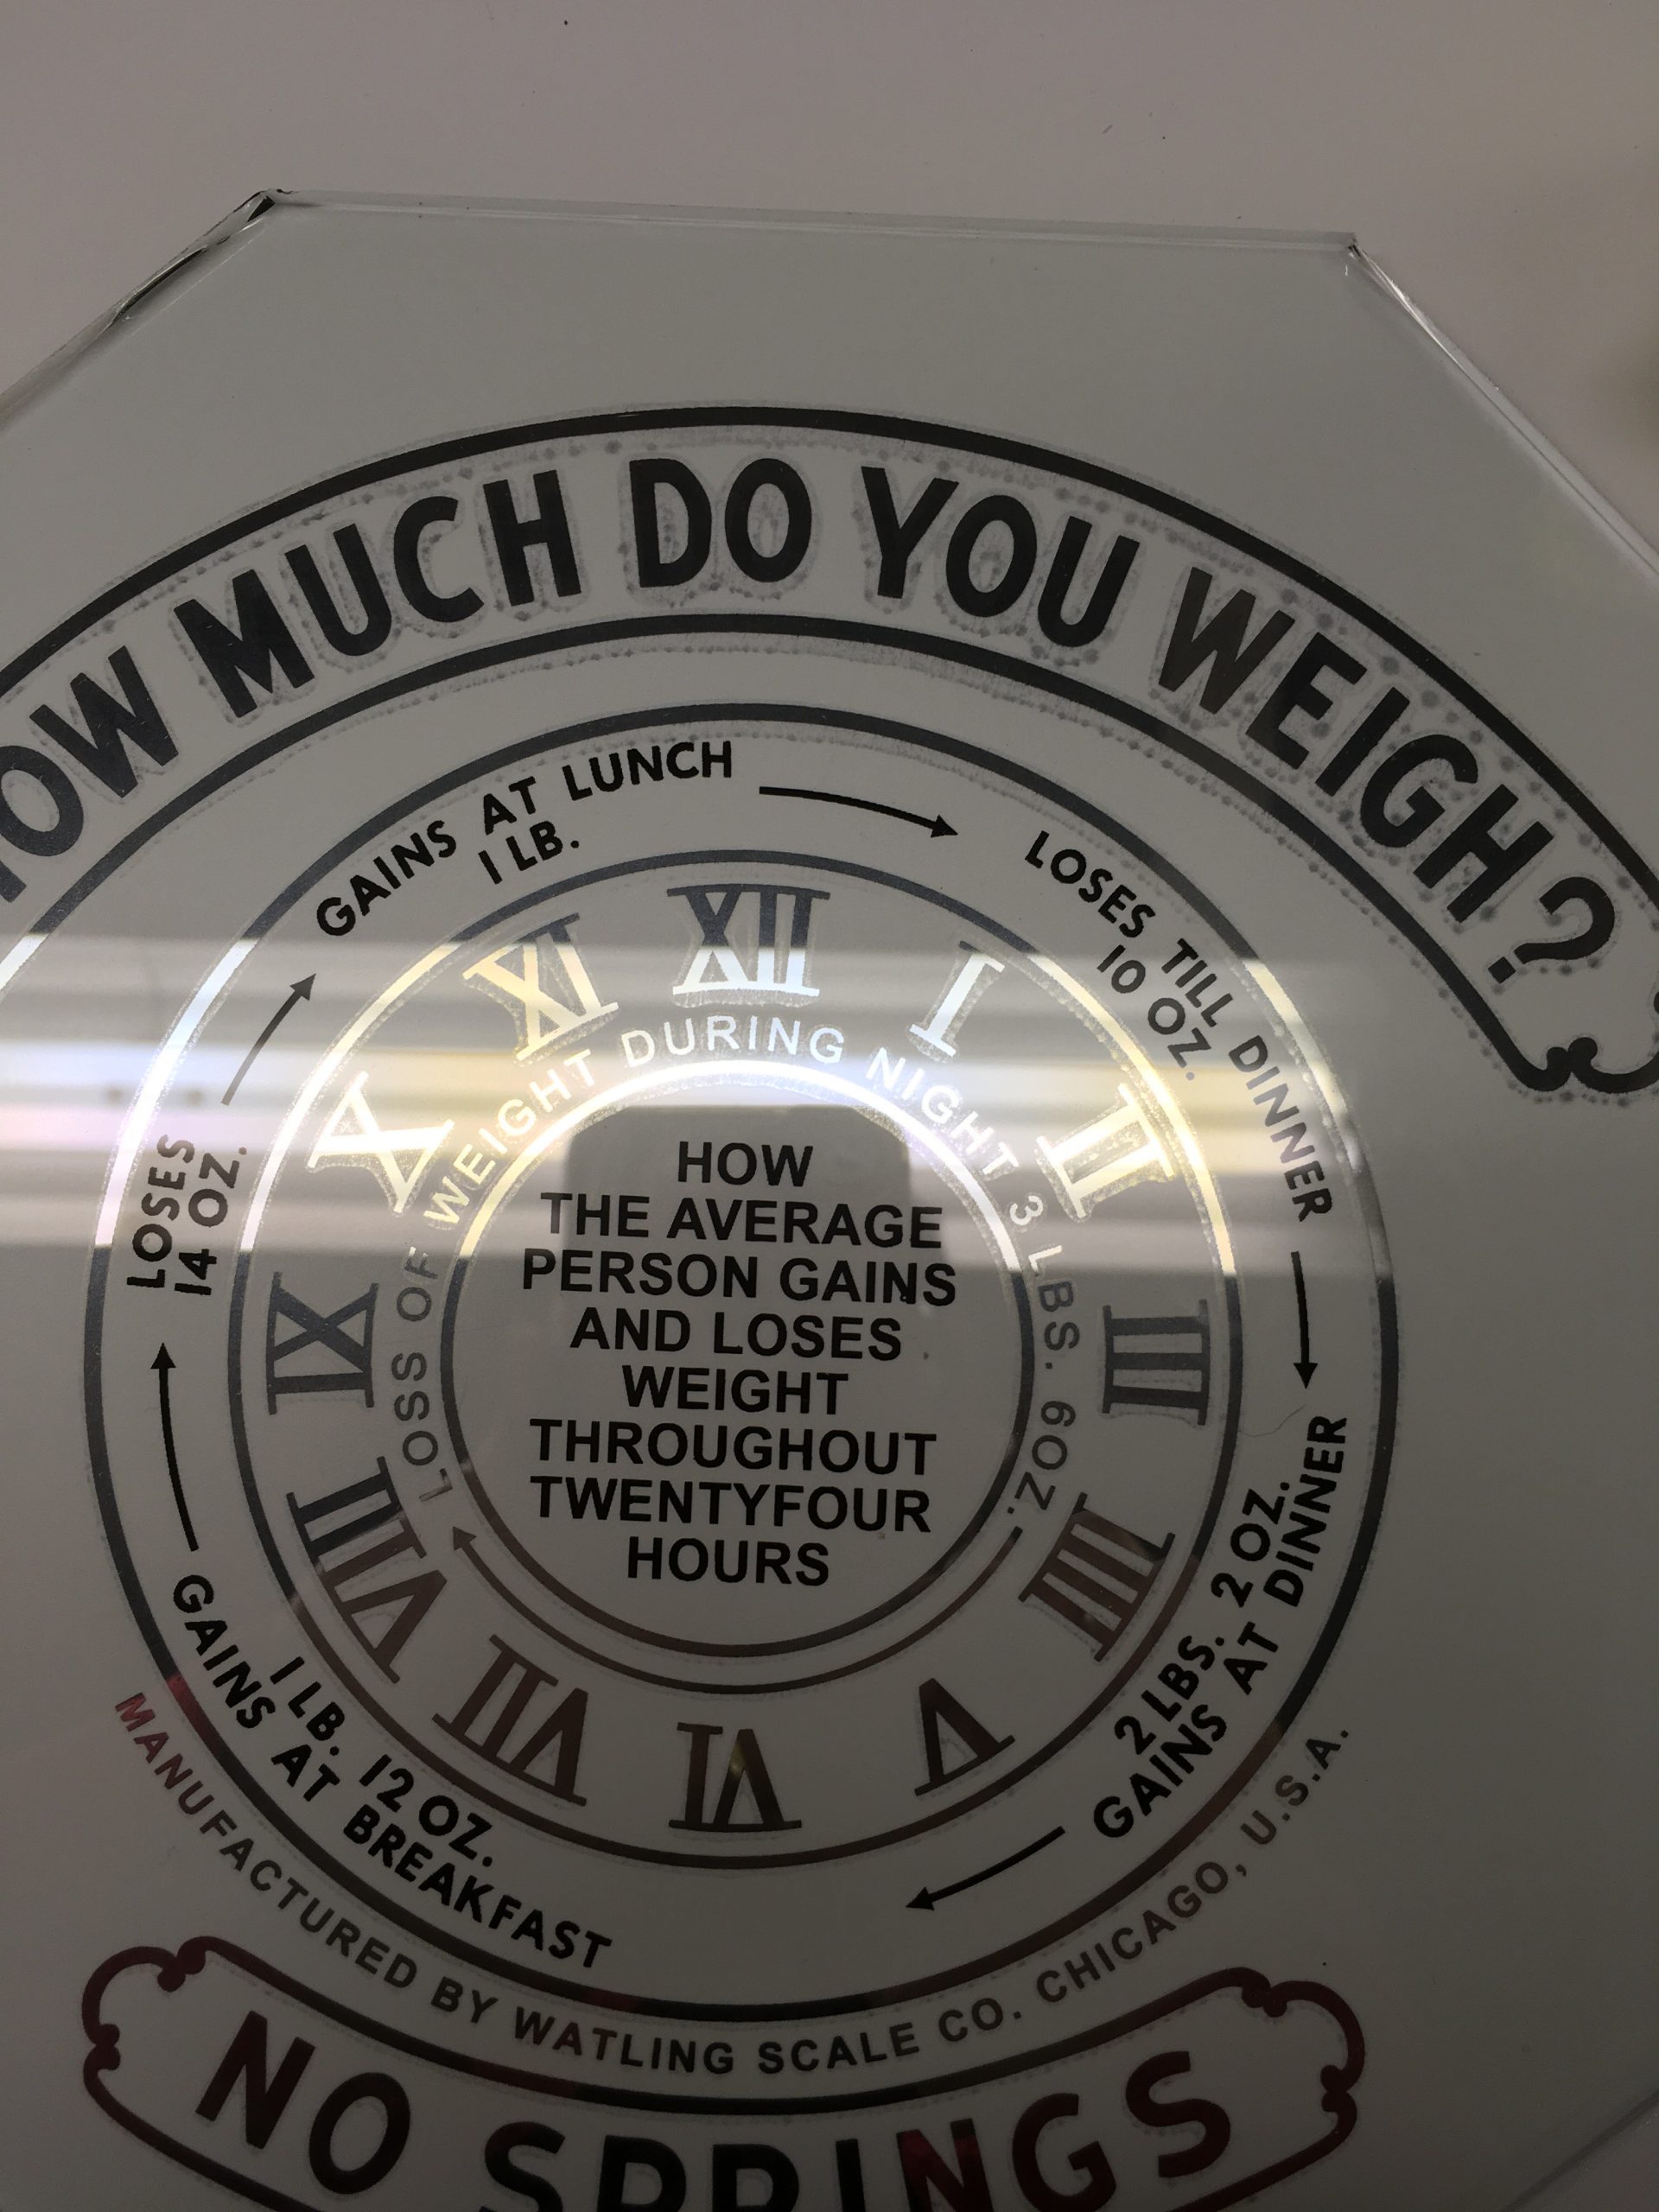 HOW MUCH DO YOU WEIGH?
GAINS AT LUNCH
1 LB.
LOSES TILL DINNER
10 OZ.
2 LBS. 2 OZ.
GAINS AT DINNER
1 LB. 12 OZ.
GAINS AT BREAKFAST
LOSES
14 OZ.
XII
I
II
III
IIII
V
VI
VII
VIII
IX
X
XI
LOSS OF WEIGHT DURING NIGHT 3 LBS. 6OZ.
HOW
THE AVERAGE
PERSON GAINS
AND LOSES
WEIGHT
THROUGHOUT
TWENTYFOUR
HOURS
MANUFACTURED BY WATLING SCALE CO. CHICAGO, U.S.A.
NO SPRINGS